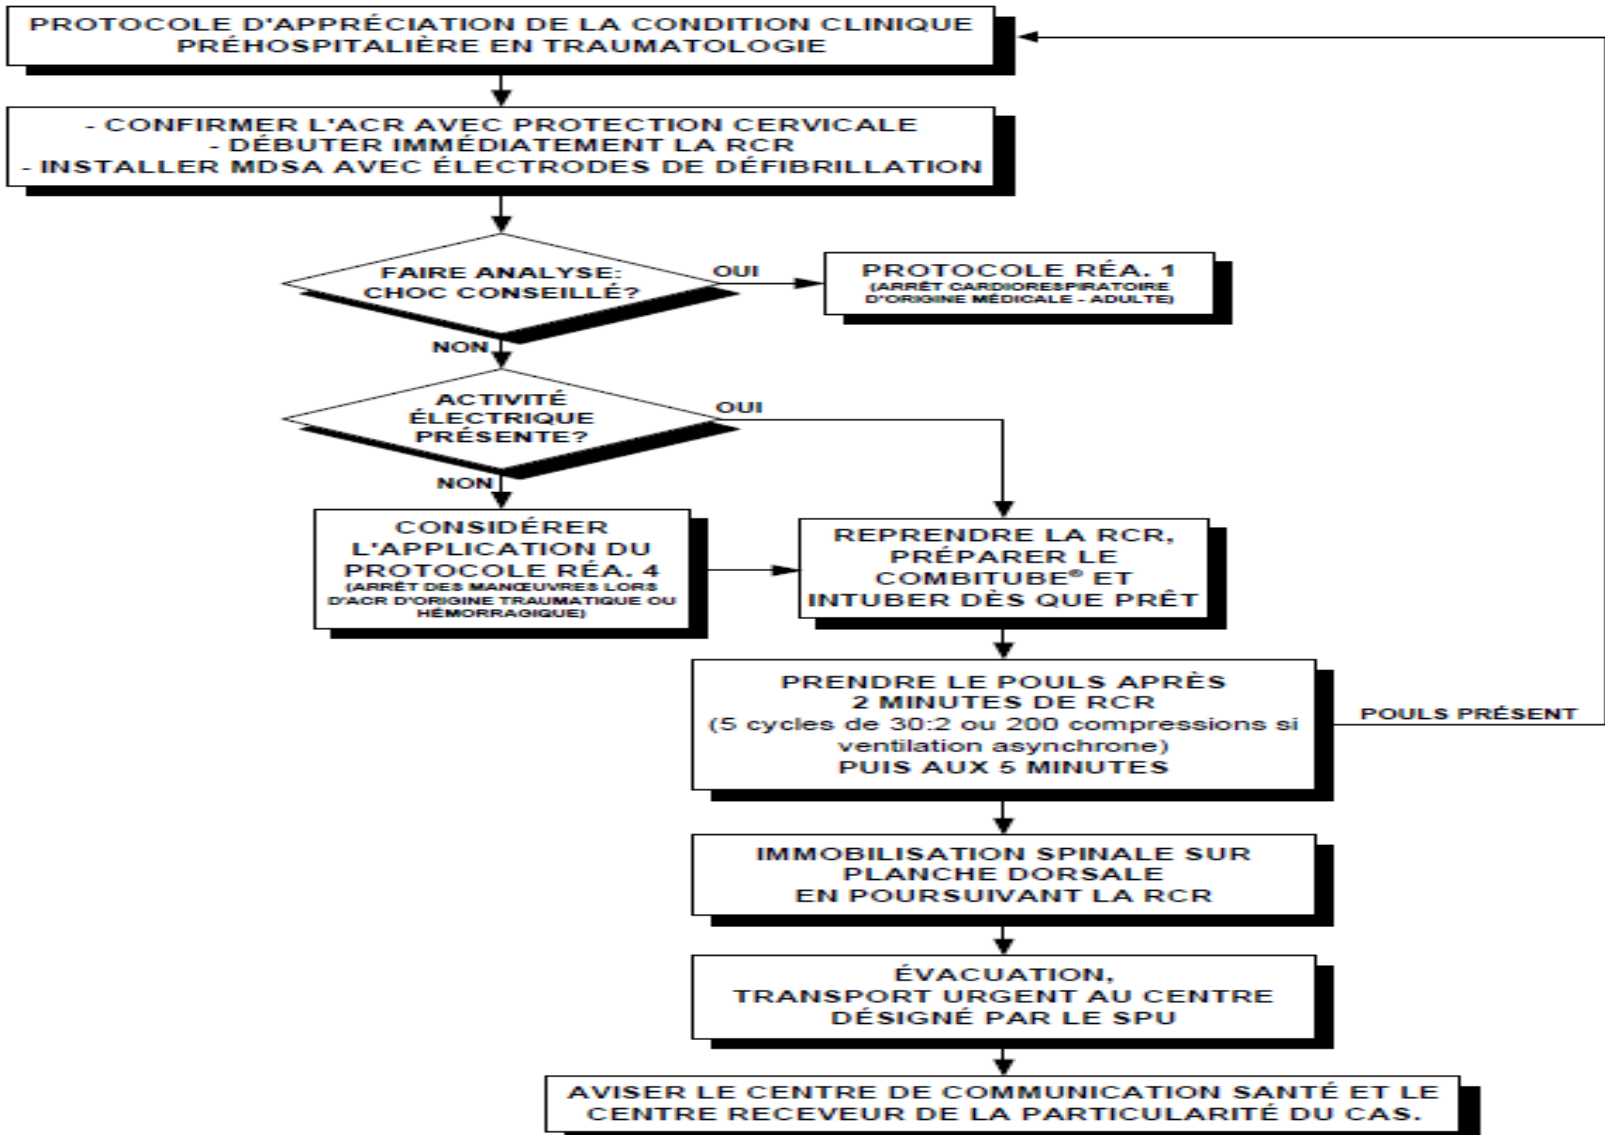 PROTOCOLE D'APPRÉCIATION DE LA CONDITION CLINIQUE
PRÉHOSPITALIÈRE EN TRAUMATOLOGIE
- CONFIRMER L'ACR AVEC PROTECTION CERVICALE
- DÉBUTER IMMÉDIATEMENT LA RCR
- INSTALLER MDSA AVEC ÉLECTRODES DE DÉFIBRILLATION
FAIRE ANALYSE:
CHOC CONSEILLÉ?
OUI
PROTOCOLE RÉA. 1
(ARRÊT CARDIORESPIRATOIRE
D'ORIGINE MÉDICALE - ADULTE)
NON
ACTIVITÉ
ÉLECTRIQUE
PRÉSENTE?
OUI
NON
CONSIDÉRER
L'APPLICATION DU
PROTOCOLE RÉA. 4
(ARRÊT DES MANŒUVRES LORS
D'ACR D'ORIGINE TRAUMATIQUE OU
HÉMORRAGIQUE)
REPRENDRE LA RCR,
PRÉPARER LE
COMBITUBE® ET
INTUBER DÈS QUE PRÊT
PRENDRE LE POULS APRÈS
2 MINUTES DE RCR
(5 cycles de 30:2 ou 200 compressions si
ventilation asynchrone)
PUIS AUX 5 MINUTES
POULS PRÉSENT
IMMOBILISATION SPINALE SUR
PLANCHE DORSALE
EN POURSUIVANT LA RCR
ÉVACUATION,
TRANSPORT URGENT AU CENTRE
DÉSIGNÉ PAR LE SPU
AVISER LE CENTRE DE COMMUNICATION SANTÉ ET LE
CENTRE RECEVEUR DE LA PARTICULARITÉ DU CAS.